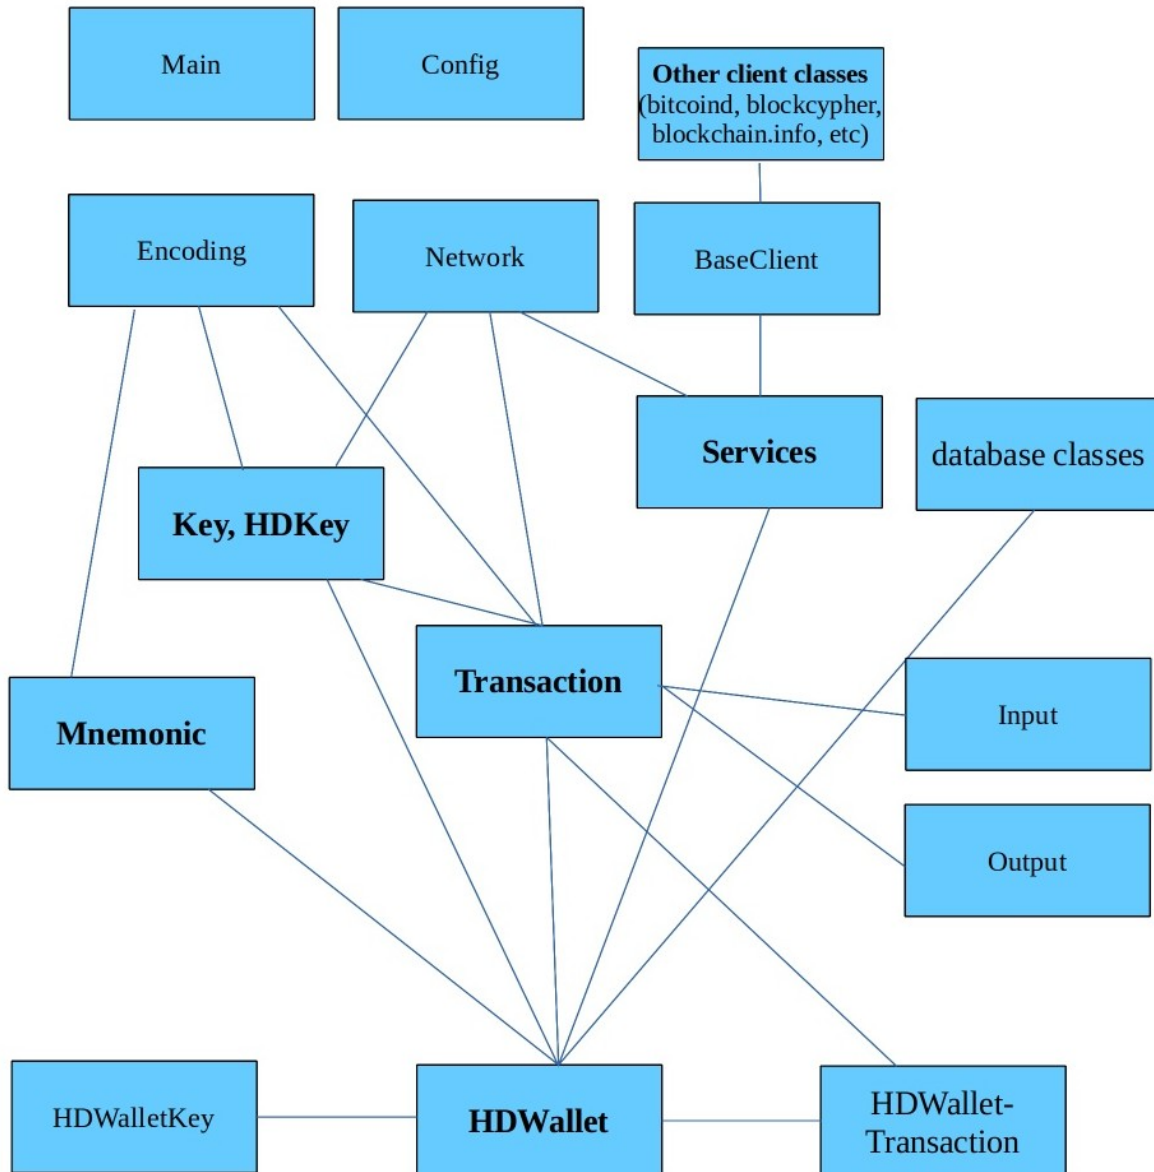 Main
Config
Other client classes
(bitcoind, blockcypher,
blockchain.info, etc)
Encoding
Network
BaseClient
Services
database classes
Key, HDKey
Transaction
Input
Mnemonic
Output
HDWalletKey
HDWallet
HDWallet-
Transaction